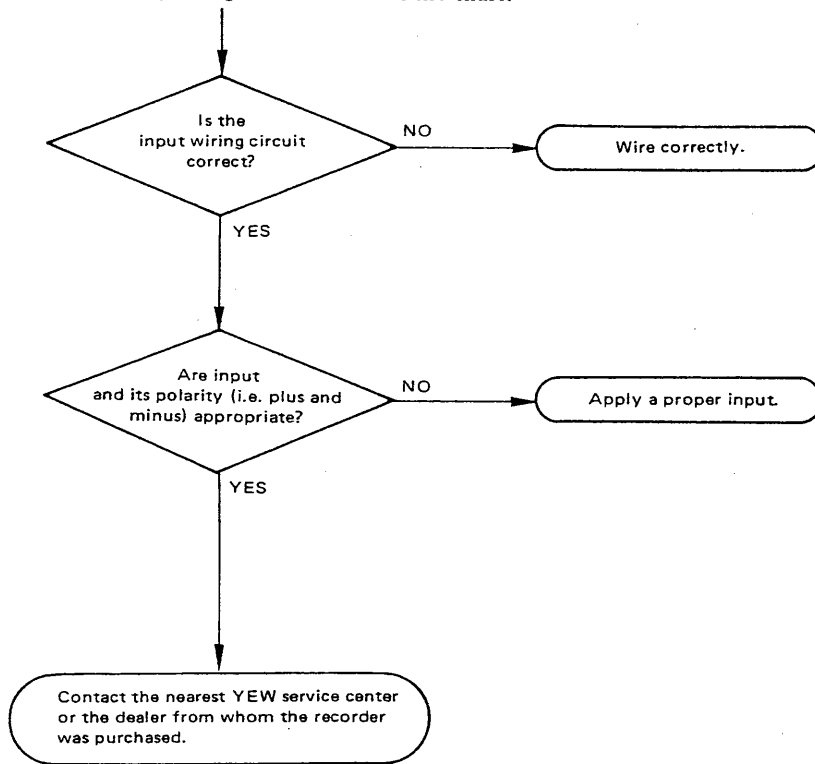 Is the
input wiring circuit
correct?
NO
Wire correctly.
YES
Are input
and its polarity (i.e. plus and
minus) appropriate?
NO
Apply a proper input.
YES
Contact the nearest YEW service center
or the dealer from whom the recorder
was purchased.